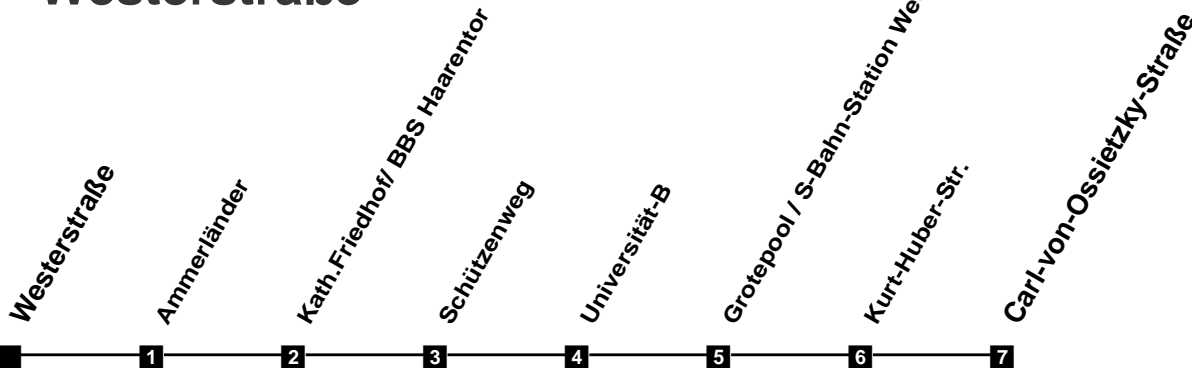 Westerstraße
Westerstraße
Ammerländer
Kath.Friedhof/ BBS Haarentor
Schützenweg
Universität-B
Grotepool / S-Bahn-Station We
Kurt-Huber-Str.
Carl-von-Ossietzky-Straße
1 2 3 4 5 6 7